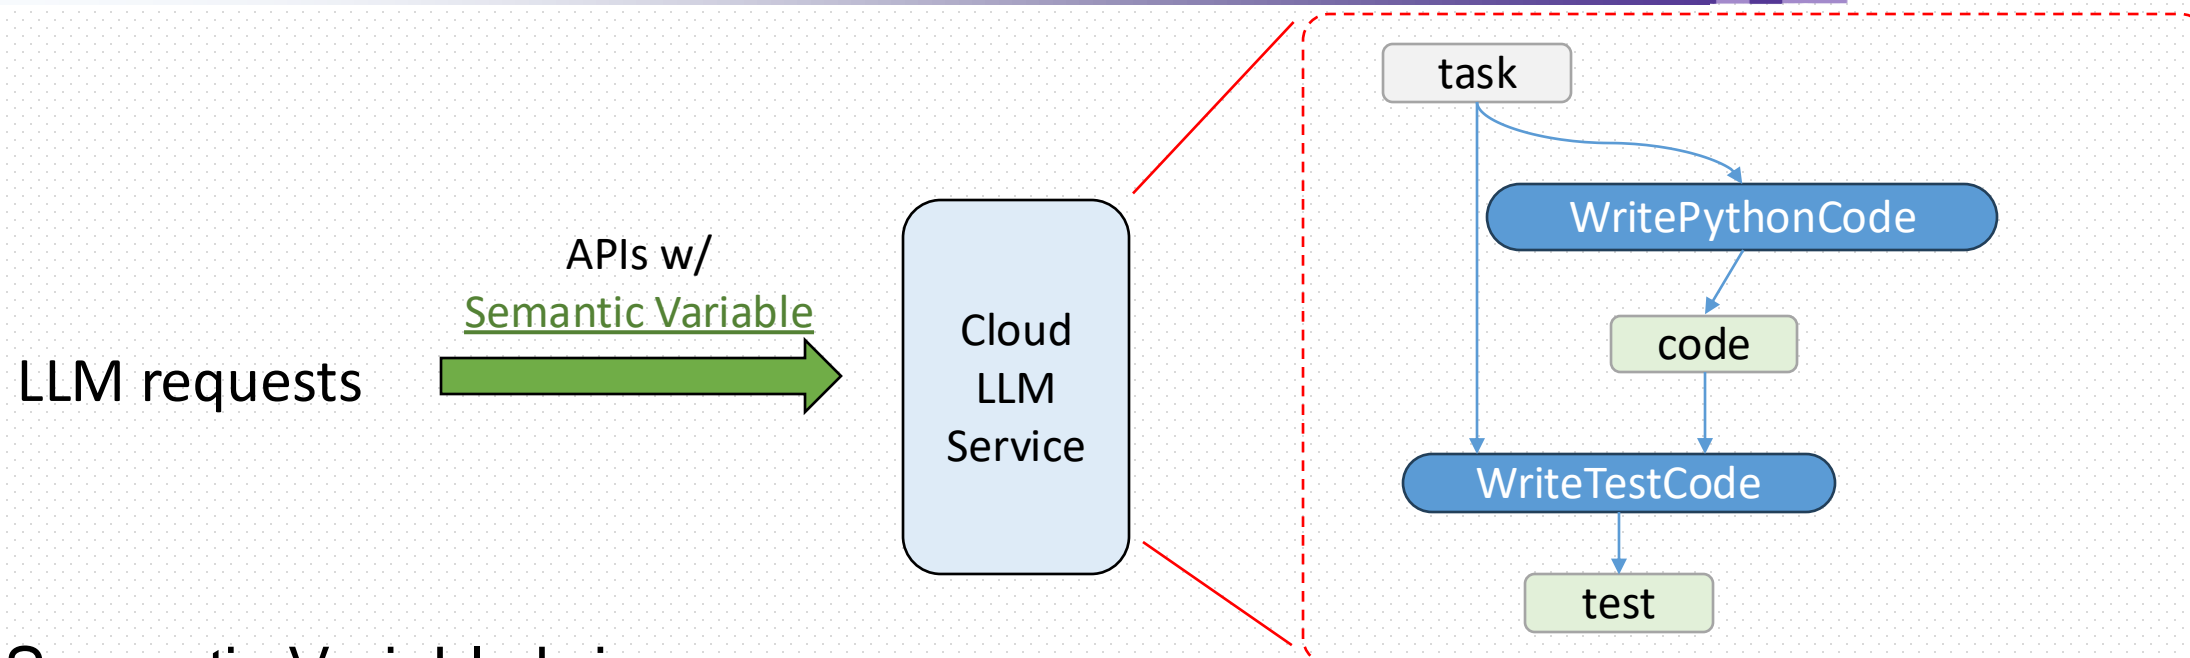 LLM requests
APIs w/
Semantic Variable
Cloud
LLM
Service
task
WritePythonCode
code
WriteTestCode
test